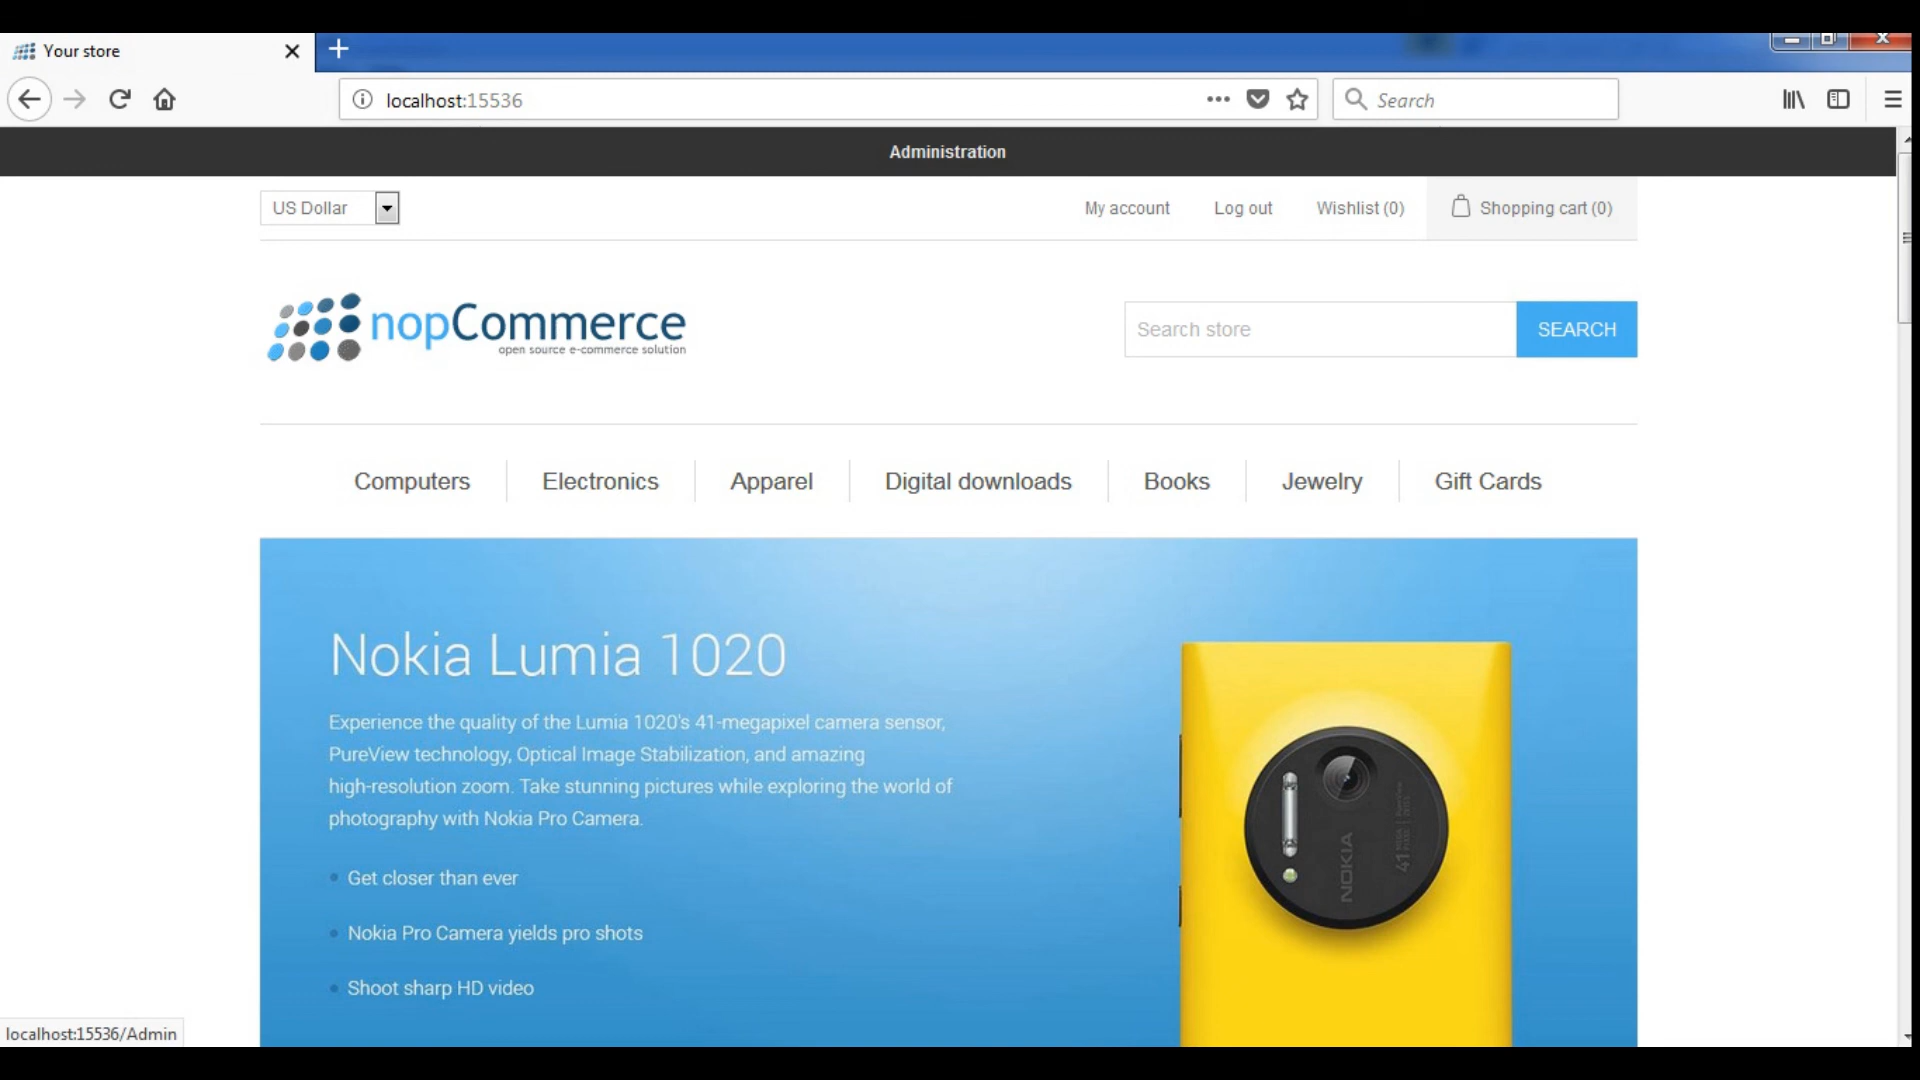 Your store
localhost:15536
Search
Administration
US Dollar
My account
Log out
Wishlist (0)
Shopping cart (0)
nopCommerce
open source e-commerce solution
Search store
SEARCH
Computers
Electronics
Apparel
Digital downloads
Books
Jewelry
Gift Cards
Nokia Lumia 1020
Experience the quality of the Lumia 1020's 41-megapixel camera sensor,
PureView technology, Optical Image Stabilization, and amazing
high-resolution zoom. Take stunning pictures while exploring the world of
photography with Nokia Pro Camera.
Get closer than ever
Nokia Pro Camera yields pro shots
Shoot sharp HD video
NOKIA
41
localhost:15536/Admin